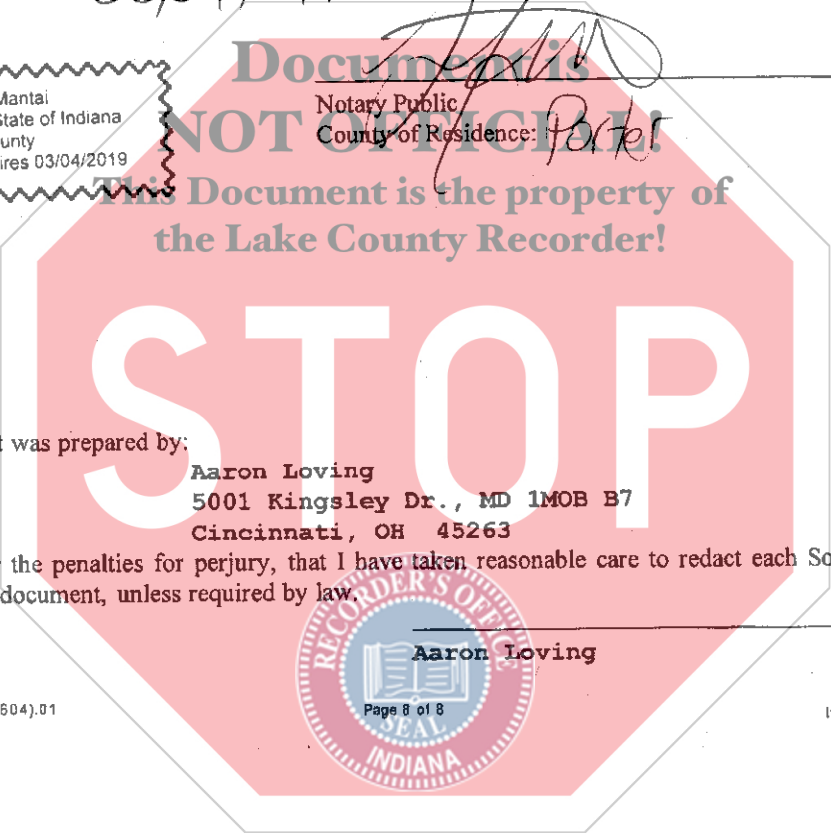 Document is
NOT OFFICIAL!
This Document is the property of
the Lake County Recorder!
Mantai
State of Indiana
unty
ires 03/04/2019
Notary Public
County of Residence: Porter
STOP
t was prepared by:
Aaron Loving
5001 Kingsley Dr., MD 1MOB B7
Cincinnati, OH 45263
the penalties for perjury, that I have taken reasonable care to redact each So
document, unless required by law.
Aaron Loving
604).01
Page 8 of 8
RECORDER'S OFFICE
SEAL
INDIANA